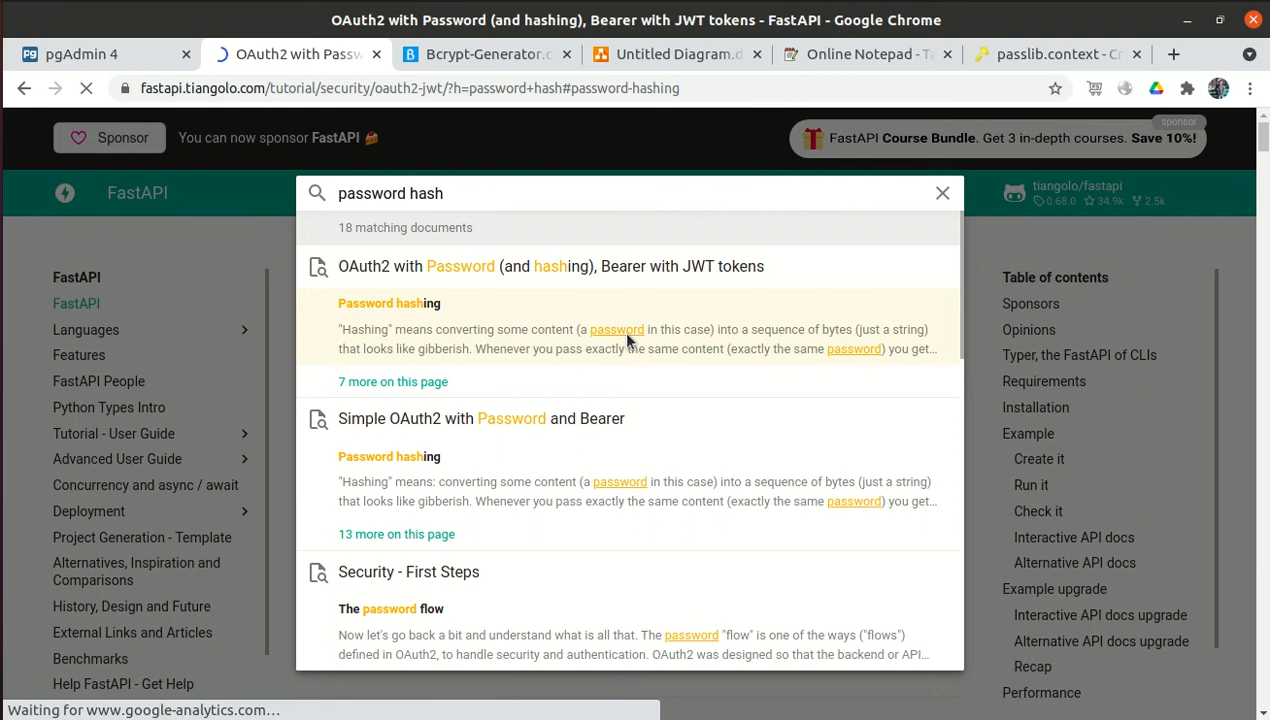 OAuth2 with Password (and hashing), Bearer with JWT tokens - FastAPI - Google Chrome
pgAdmin 4
OAuth2 with Passw
Bcrypt-Generator.c
Untitled Diagram.d
Online Notepad - T
passlib.context - Cr
fastapi.tiangolo.com/tutorial/security/oauth2-jwt/?h=password+hash#password-hashing
Sponsor
You can now sponsor FastAPI
sponsor
FastAPI Course Bundle. Get 3 in-depth courses. Save 10%!
FastAPI
password hash
tiangolo/fastapi
0.68.0 34.9k 2.5k
18 matching documents
OAuth2 with Password (and hashing), Bearer with JWT tokens
Password hashing
"Hashing" means converting some content (a password in this case) into a sequence of bytes (just a string)
that looks like gibberish. Whenever you pass exactly the same content (exactly the same password) you get…
7 more on this page
Simple OAuth2 with Password and Bearer
Password hashing
"Hashing" means: converting some content (a password in this case) into a sequence of bytes (just a string)
that looks like gibberish. Whenever you pass exactly the same content (exactly the same password) you get…
13 more on this page
Security - First Steps
The password flow
Now let's go back a bit and understand what is all that. The password "flow" is one of the ways ("flows")
defined in OAuth2, to handle security and authentication. OAuth2 was designed so that the backend or API…
FastAPI
FastAPI
Languages
Features
FastAPI People
Python Types Intro
Tutorial - User Guide
Advanced User Guide
Concurrency and async / await
Deployment
Project Generation - Template
Alternatives, Inspiration and
Comparisons
History, Design and Future
External Links and Articles
Benchmarks
Help FastAPI - Get Help
Table of contents
Sponsors
Opinions
Typer, the FastAPI of CLIs
Requirements
Installation
Example
Create it
Run it
Check it
Interactive API docs
Alternative API docs
Example upgrade
Interactive API docs upgrade
Alternative API docs upgrade
Recap
Performance
Waiting for www.google-analytics.com…